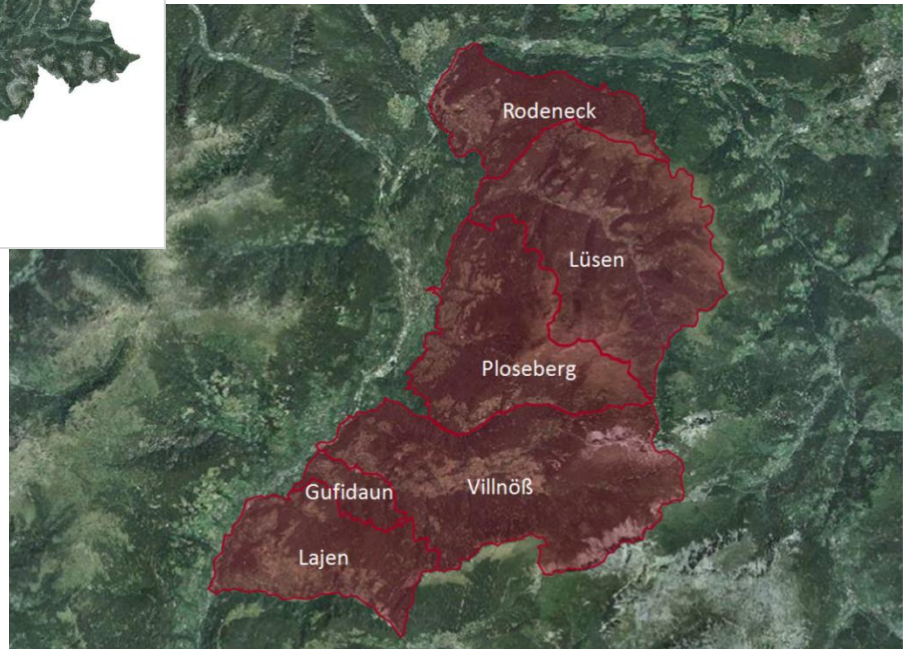 Rodeneck
Lüsen
Ploseberg
Villnöß
Gufidaun
Lajen